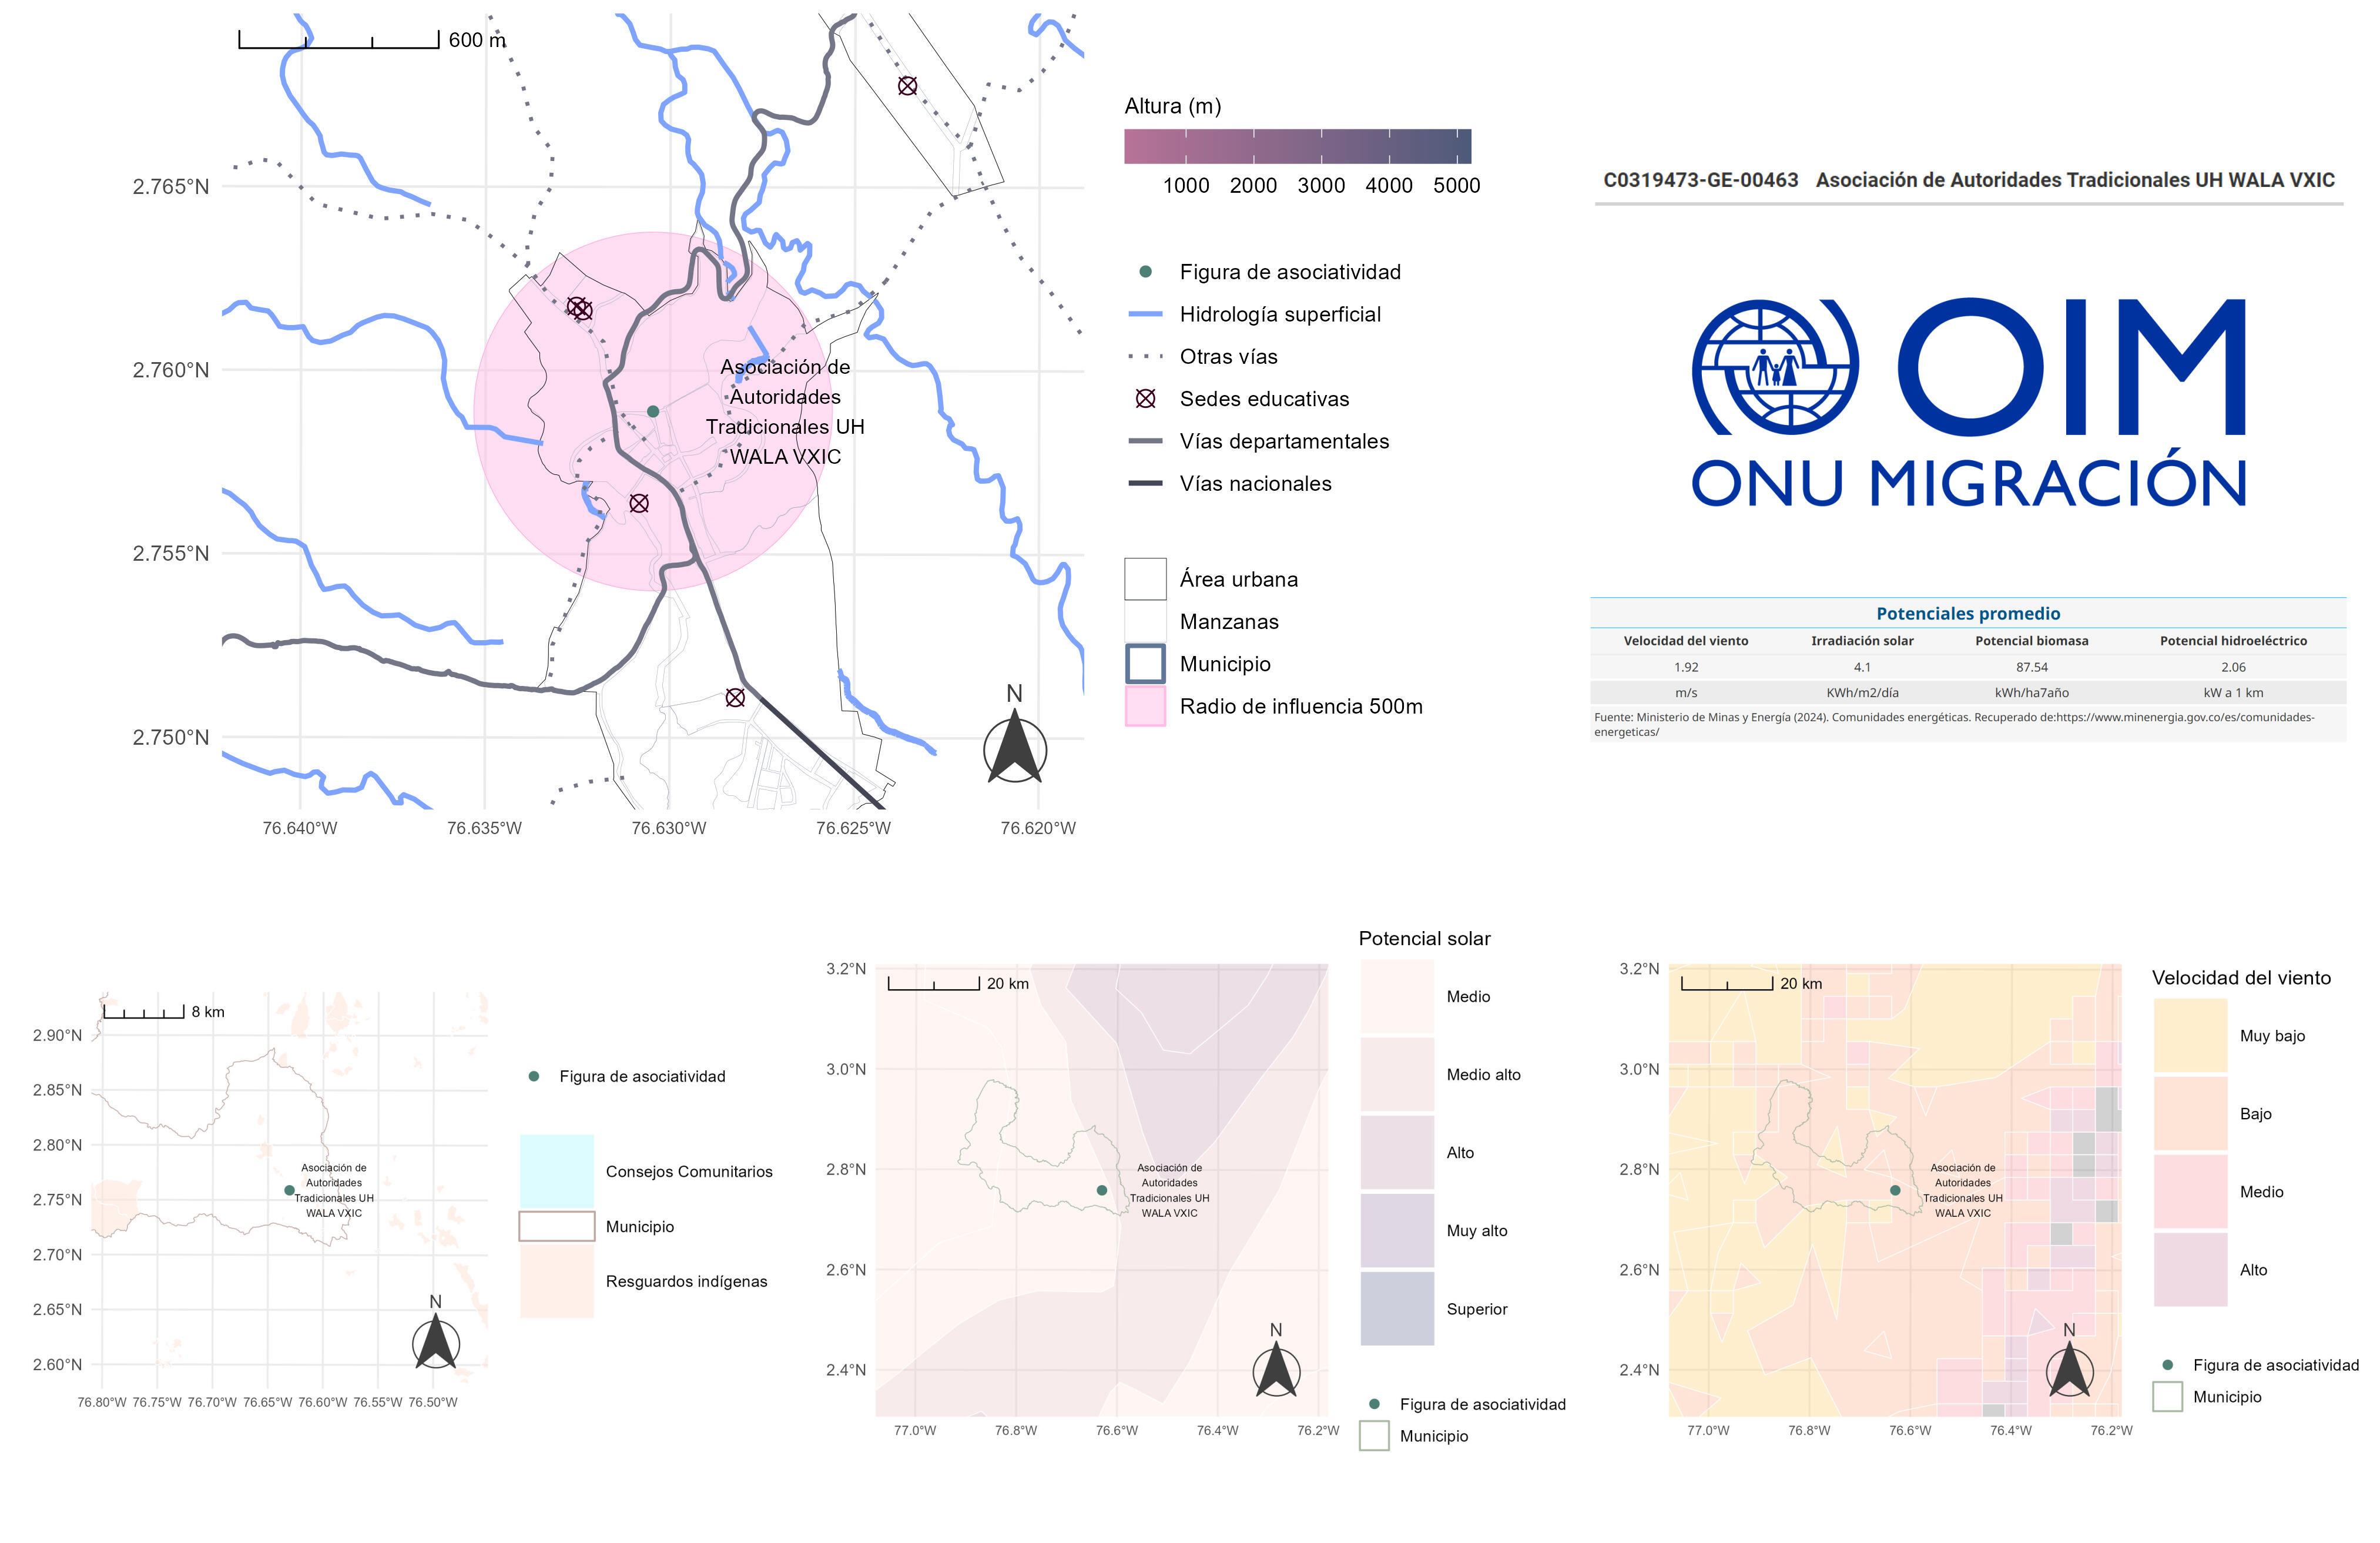 600 m
2.765°N
2.760°N
2.755°N
2.750°N
76.640°W
76.635°W
76.630°W
76.625°W
76.620°W
Asociación de
Autoridades
Tradicionales UH
WALA VXIC
N
Altura (m)
1000 2000 3000 4000 5000
Figura de asociatividad
Hidrología superficial
Otras vías
Sedes educativas
Vías departamentales
Vías nacionales
Área urbana
Manzanas
Municipio
Radio de influencia 500m
C0319473-GE-00463 Asociación de Autoridades Tradicionales UH WALA VXIC
OIM
ONU MIGRACIÓN
Potenciales promedio
Velocidad del viento Irradiación solar Potencial biomasa Potencial hidroeléctrico
1.92 4.1 87.54 2.06
m/s KWh/m2/día kWh/ha7año kW a 1 km
Fuente: Ministerio de Minas y Energía (2024). Comunidades energéticas. Recuperado de:https://www.minenergia.gov.co/es/comunidades-
energeticas/
8 km
2.90°N
2.85°N
2.80°N
2.75°N
2.70°N
2.65°N
2.60°N
76.80°W 76.75°W 76.70°W 76.65°W 76.60°W 76.55°W 76.50°W
Asociación de
Autoridades
Tradicionales UH
WALA VXIC
N
Figura de asociatividad
Consejos Comunitarios
Municipio
Resguardos indígenas
20 km
3.2°N
3.0°N
2.8°N
2.6°N
2.4°N
77.0°W 76.8°W 76.6°W 76.4°W 76.2°W
Asociación de
Autoridades
Tradicionales UH
WALA VXIC
N
Potencial solar
Medio
Medio alto
Alto
Muy alto
Superior
Figura de asociatividad
Municipio
20 km
3.2°N
3.0°N
2.8°N
2.6°N
2.4°N
77.0°W 76.8°W 76.6°W 76.4°W 76.2°W
Asociación de
Autoridades
Tradicionales UH
WALA VXIC
N
Velocidad del viento
Muy bajo
Bajo
Medio
Alto
Figura de asociatividad
Municipio